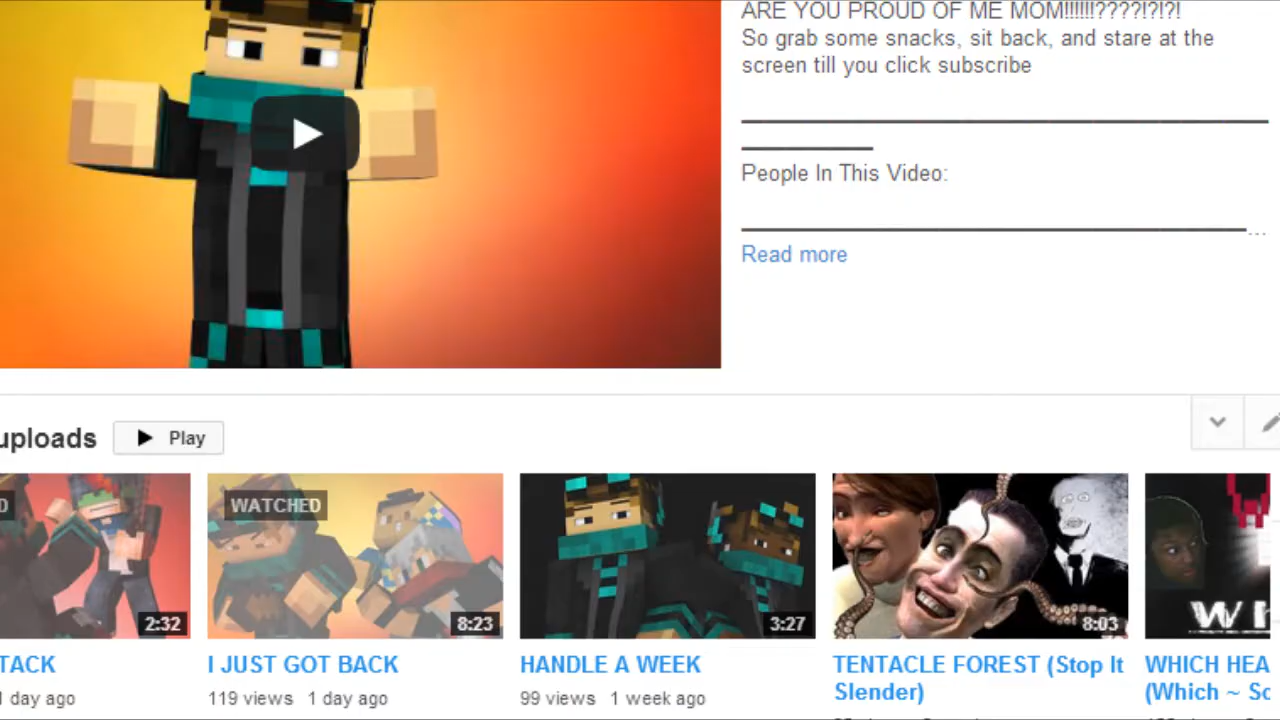 ARE YOU PROUD OF ME MOM!!!!!!????!?!?!
So grab some snacks, sit back, and stare at the
screen till you click subscribe
People In This Video:
...
Read more
uploads
Play
D
WATCHED
2:32
8:23
3:27
8:03
TACK
I JUST GOT BACK
HANDLE A WEEK
TENTACLE FOREST (Stop It
Slender)
WHICH HEA
(Which ~ Sc
1 day ago
119 views 1 day ago
99 views 1 week ago